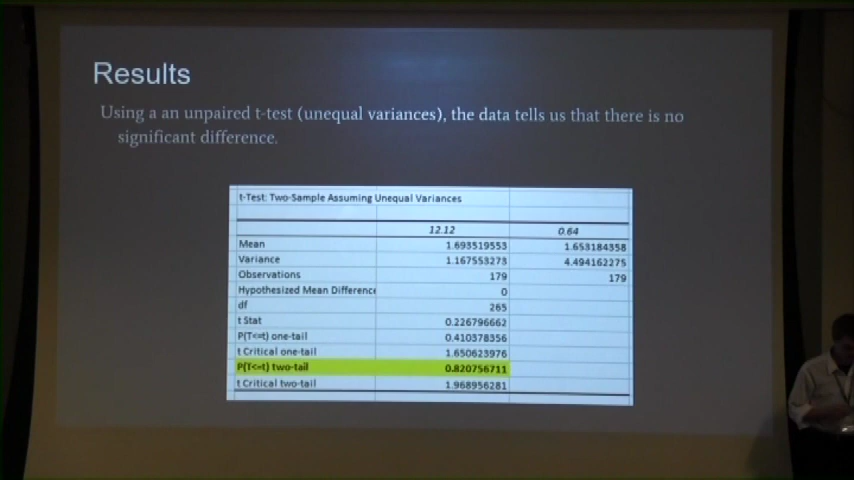 Results
Using a an unpaired t-test (unequal variances), the data tells us that there is no
significant difference.
t-Test: Two-Sample Assuming Unequal Variances
12.12 0.64
Mean 1.693519553 1.653184358
Variance 1.167553273 4.494162275
Observations 179 179
Hypothesized Mean Difference 0
df 265
t Stat 0.226796662
P(T<=t) one-tail 0.410378356
t Critical one-tail 1.650623976
P(T<=t) two-tail 0.820756711
t Critical two-tail 1.968956281